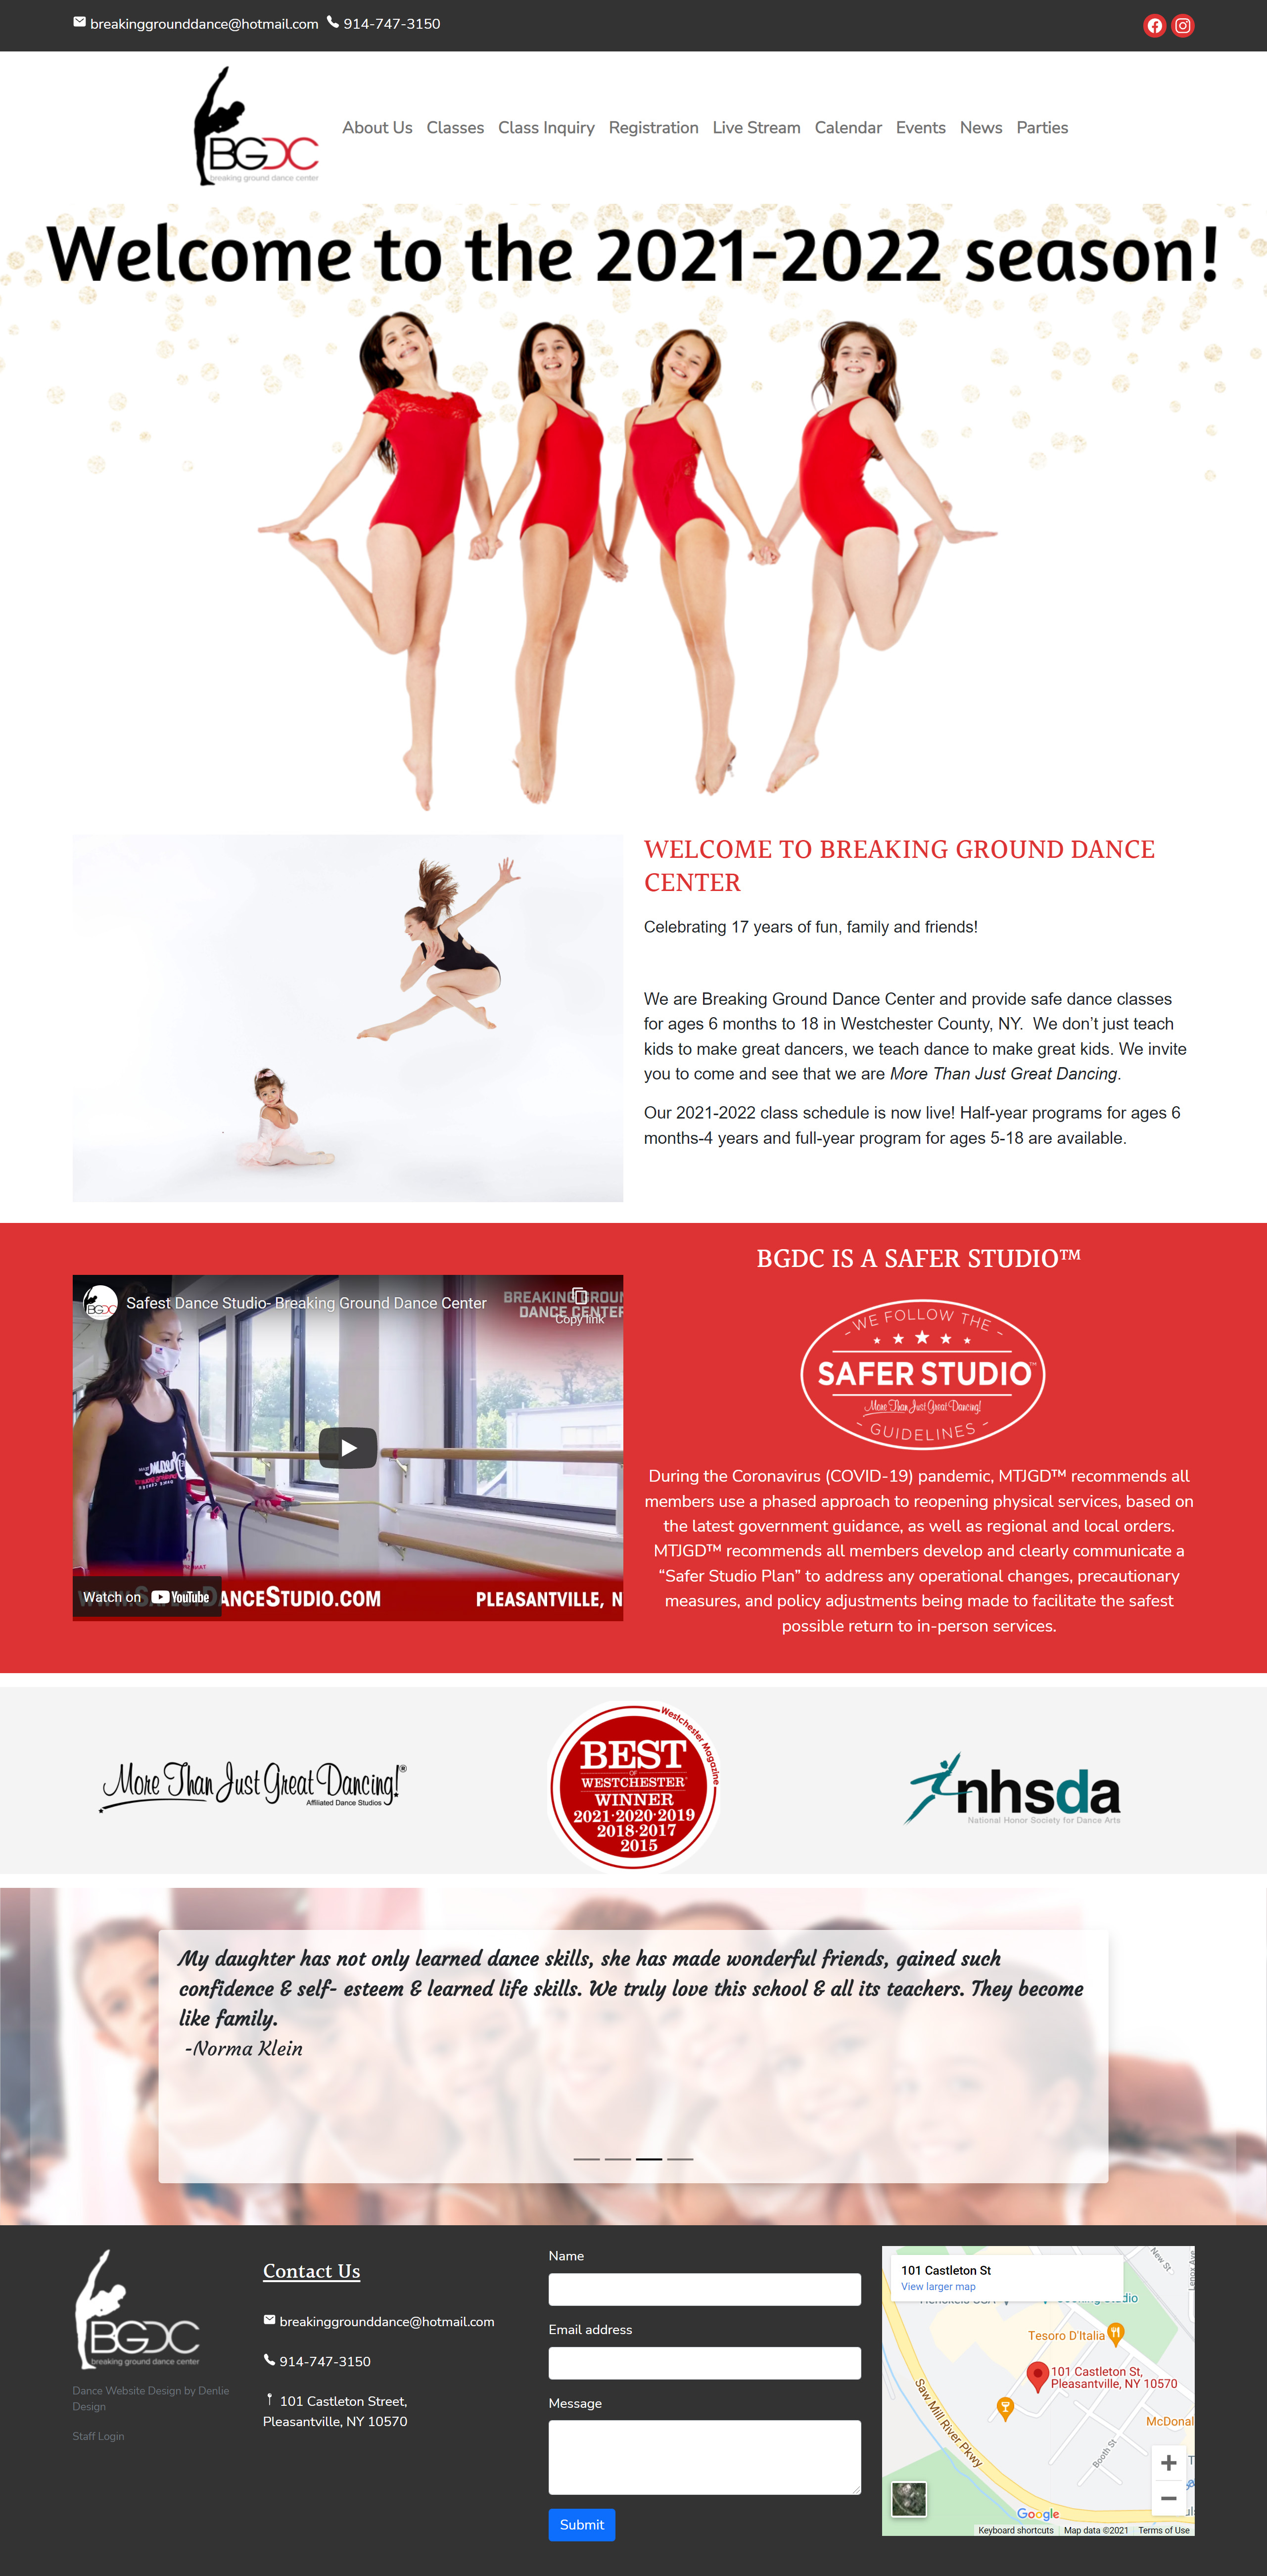 breakinggrounddance@hotmail.com 914-747-3150
BGDC
breaking ground dance center
About Us Classes Class Inquiry Registration Live Stream Calendar Events News Parties
Welcome to the 2021-2022 season!
WELCOME TO BREAKING GROUND DANCE
CENTER
Celebrating 17 years of fun, family and friends!
We are Breaking Ground Dance Center and provide safe dance classes
for ages 6 months to 18 in Westchester County, NY.  We don’t just teach
kids to make great dancers, we teach dance to make great kids. We invite
you to come and see that we are More Than Just Great Dancing.
Our 2021-2022 class schedule is now live! Half-year programs for ages 6
months-4 years and full-year program for ages 5-18 are available.
BGDC IS A SAFER STUDIO™
BGDC
Safest Dance Studio- Breaking Ground Dance Center
Copy link
DANCE CENTER
Watch on YouTube
DANCESTUDIO.COM
PLEASANTVILLE, N
- WE FOLLOW THE -
SAFER STUDIO™
More Than Just Great Dancing!
- GUIDELINES -
During the Coronavirus (COVID-19) pandemic, MTJGD™ recommends all
members use a phased approach to reopening physical services, based on
the latest government guidance, as well as regional and local orders.
MTJGD™ recommends all members develop and clearly communicate a
“Safer Studio Plan” to address any operational changes, precautionary
measures, and policy adjustments being made to facilitate the safest
possible return to in-person services.
More Than Just Great Dancing!®
Affiliated Dance Studios
Westchester Magazine
BEST
OF
WESTCHESTER
WINNER
2021·2020·2019
2018·2017
2015
nhsda
National Honor Society for Dance Arts
My daughter has not only learned dance skills, she has made wonderful friends, gained such
confidence & self- esteem & learned life skills. We truly love this school & all its teachers. They become
like family.
-Norma Klein
BGDC
breaking ground dance center
Dance Website Design by Denlie
Design
Staff Login
Contact Us
breakinggrounddance@hotmail.com
914-747-3150
101 Castleton Street,
Pleasantville, NY 10570
Name
Email address
Message
Submit
101 Castleton St
View larger map
New St
Lenox Ave
Tesoro D'Italia
101 Castleton St,
Pleasantville, NY 10570
McDonal
Saw Mill River Pkwy
Booth St
Google
Keyboard shortcuts Map data ©2021 Terms of Use